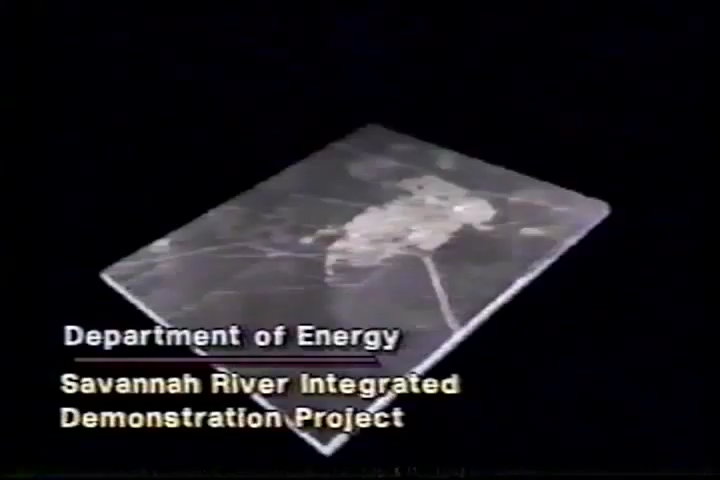 Department of Energy
Savannah River Integrated
Demonstration Project